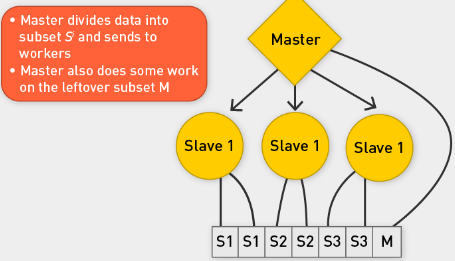 • Master divides data into
subset Sⁱ and sends to
workers
• Master also does some work
on the leftover subset M
Master
Slave 1 Slave 1 Slave 1
S1 S1 S2 S2 S3 S3 M